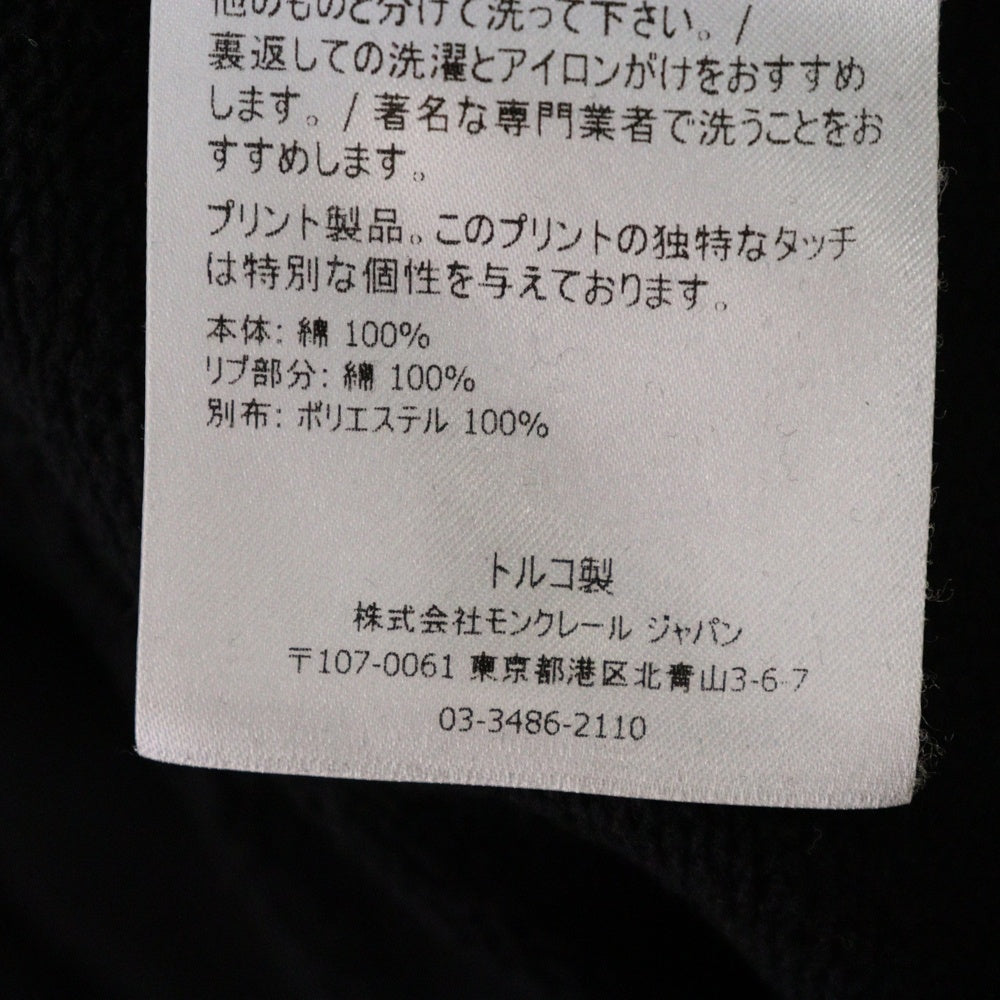 他のものと分けて洗って下さい。/
裏返しての洗濯とアイロンがけをおすすめ
します。/ 著名な専門業者で洗うことをお
すすめします。
プリント製品。このプリントの独特なタッチ
は特別な個性を与えております。
本体: 綿 100%
リブ部分: 綿 100%
別布: ポリエステル 100%
トルコ製
株式会社モンクレール ジャパン
〒107-0061 東京都港区北青山3-6-7
03-3486-2110